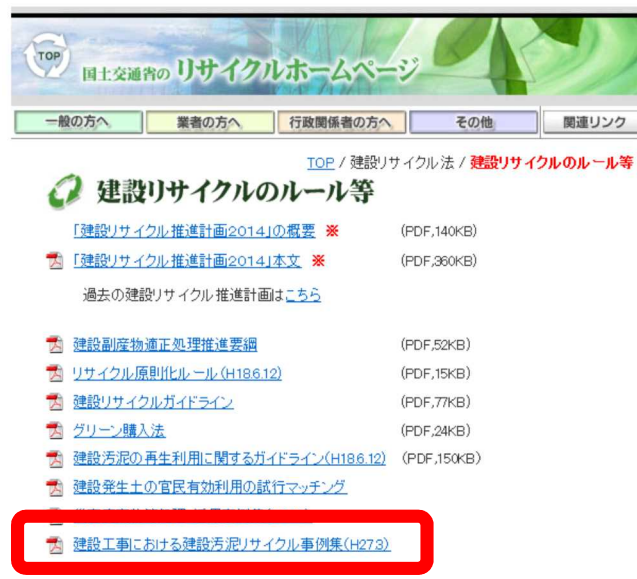 TOP
国土交通省の リサイクルホームページ
一般の方へ 業者の方へ 行政関係者の方へ その他 関連リンク
TOP / 建設リサイクル法 / 建設リサイクルのルール等
建設リサイクルのルール等
「建設リサイクル推進計画2014」の概要 ※ (PDF,140KB)
「建設リサイクル推進計画2014」本文 ※ (PDF,360KB)
過去の建設リサイクル推進計画はこちら
建設副産物適正処理推進要綱 (PDF,52KB)
リサイクル原則化ルール(H18.6.12) (PDF,15KB)
建設リサイクルガイドライン (PDF,77KB)
グリーン購入法 (PDF,24KB)
建設汚泥の再生利用に関するガイドライン(H18.6.12) (PDF,150KB)
建設発生土の官民有効利用の試行マッチング
建設工事における建設汚泥リサイクル事例集(H27.3)